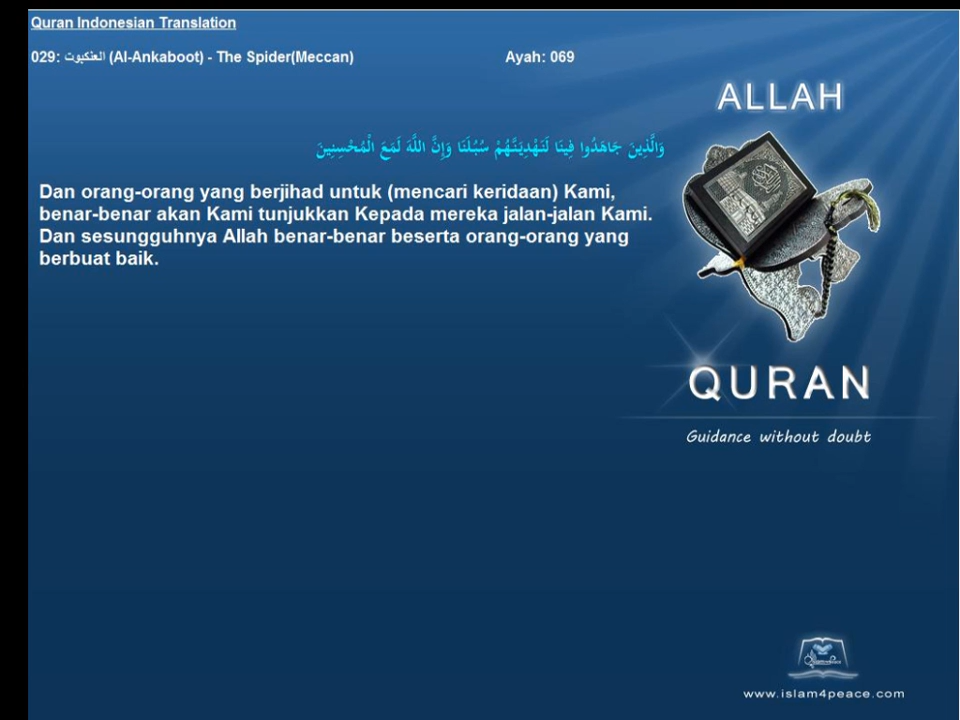 Quran Indonesian Translation
029: العنكبوت (Al-Ankaboot) - The Spider(Meccan) Ayah: 069
ALLAH
وَالَّذِينَ جَاهَدُوا فِينَا لَنَهْدِيَنَّهُمْ سُبُلَنَا وَإِنَّ اللَّهَ لَمَعَ الْمُحْسِنِينَ
Dan orang-orang yang berjihad untuk (mencari keridaan) Kami,
benar-benar akan Kami tunjukkan Kepada mereka jalan-jalan Kami.
Dan sesungguhnya Allah benar-benar beserta orang-orang yang
berbuat baik.
QURAN
Guidance without doubt
www.islam4peace.com